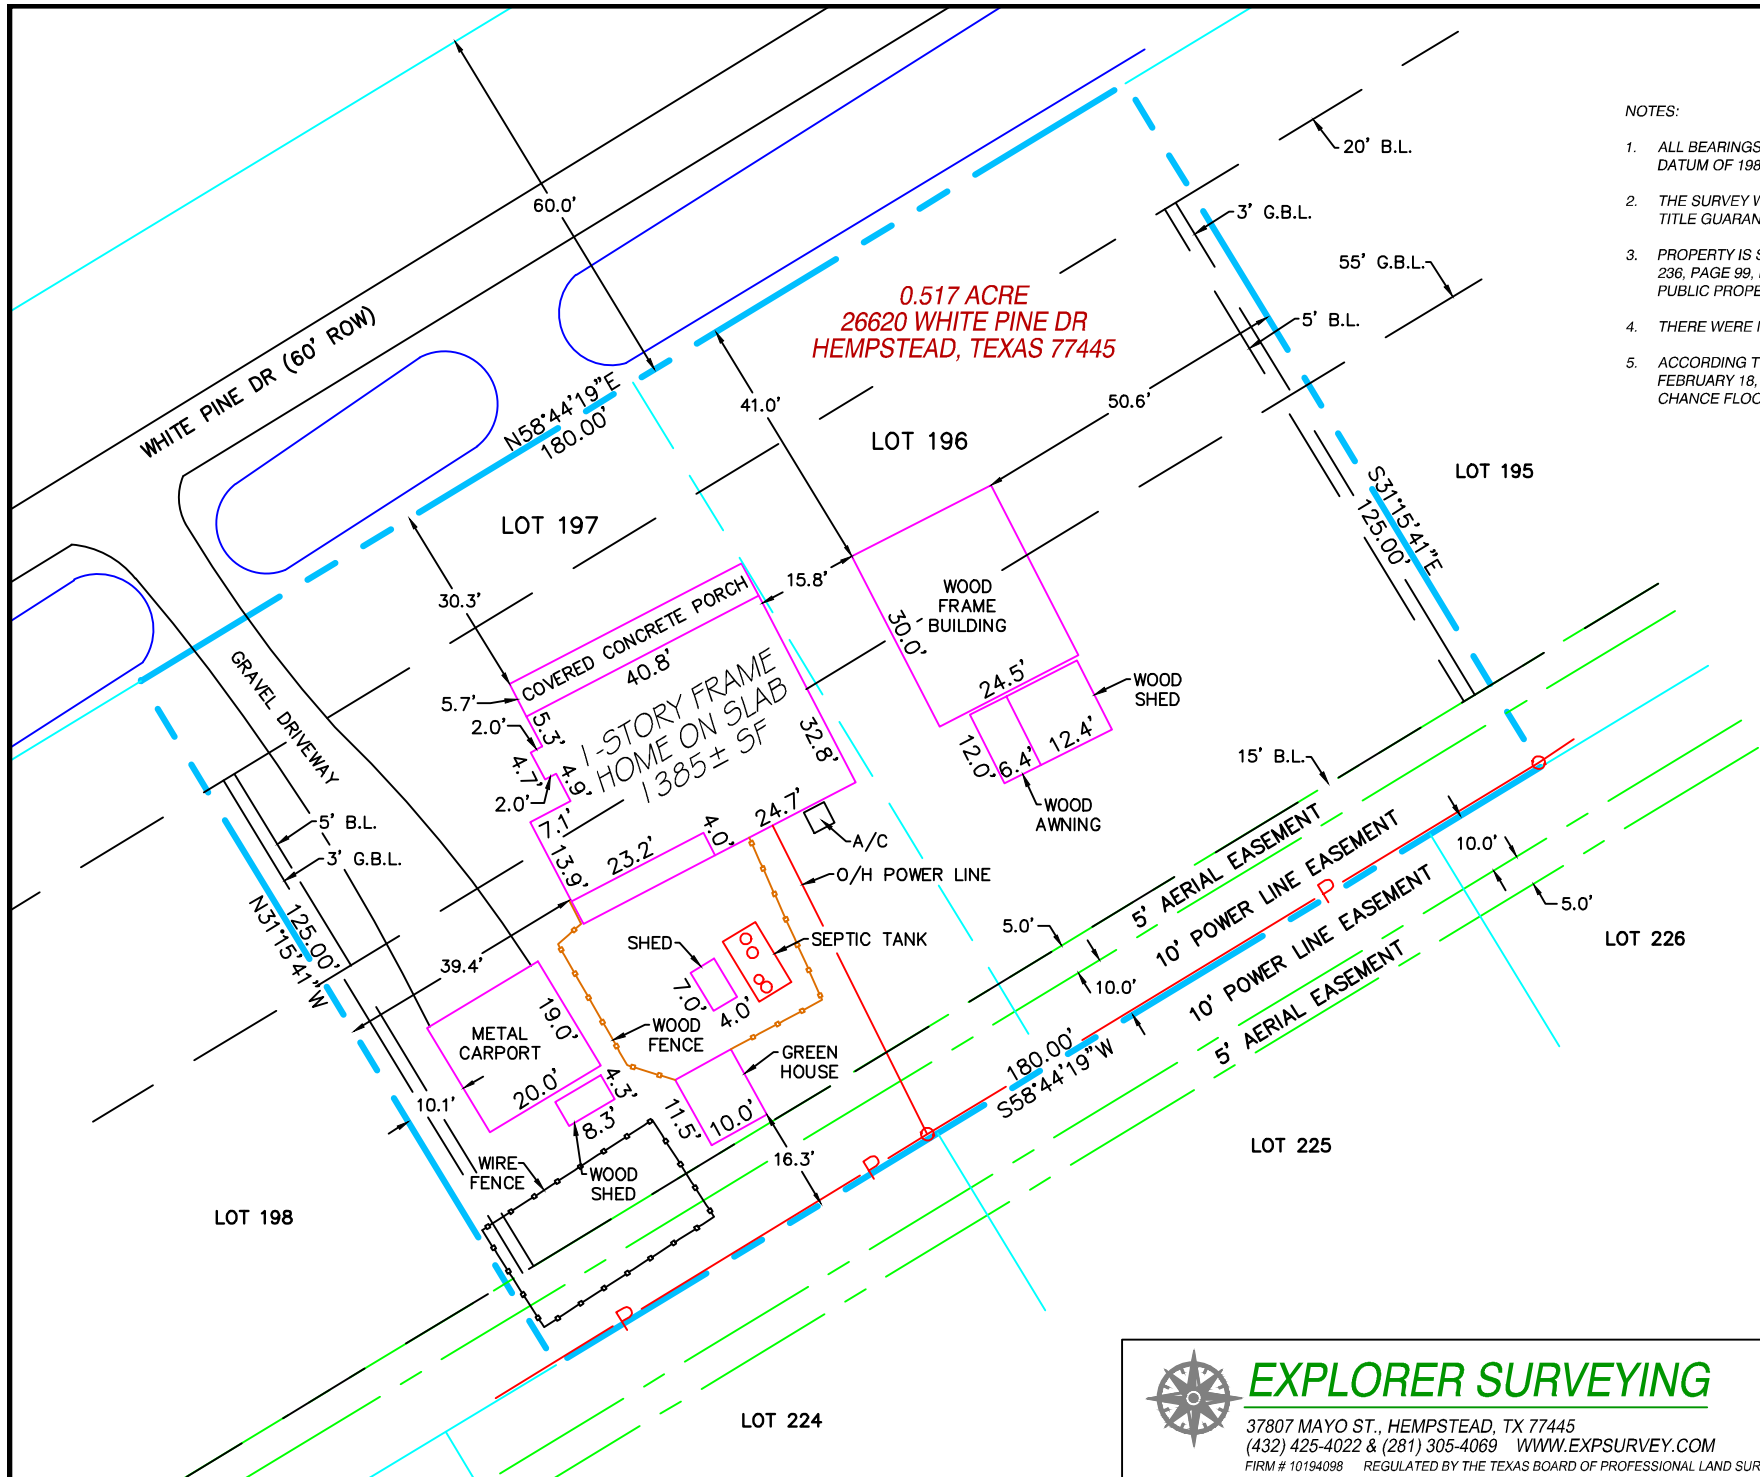 NOTES:
1. ALL BEARINGS
DATUM OF 198
2. THE SURVEY W
TITLE GUARAN
3. PROPERTY IS S
236, PAGE 99,
PUBLIC PROPE
4. THERE WERE
5. ACCORDING T
FEBRUARY 18,
CHANCE FLOO
20' B.L.
3' G.B.L.
55' G.B.L.
5' B.L.
60.0'
WHITE PINE DR (60' ROW)
0.517 ACRE
26620 WHITE PINE DR
HEMPSTEAD, TEXAS 77445
N58°44'19"E
180.00'
41.0'
50.6'
LOT 196
LOT 195
LOT 197
S31°15'41"E
125.00'
30.3'
15.8'
WOOD
FRAME
BUILDING
30.0'
24.5'
WOOD
SHED
12.0'
6.4'
12.4'
WOOD
AWNING
COVERED CONCRETE PORCH
40.8'
5.7'
2.0'
5.3'
4.7'
4.9'
2.0'
7.1'
13.9'
1-STORY FRAME
HOME ON SLAB
1385± SF
32.8'
24.7'
4.0'
23.2'
A/C
O/H POWER LINE
GRAVEL DRIVEWAY
5' B.L.
3' G.B.L.
N31°15'41"W
125.00'
39.4'
SHED
7.0'
4.0'
SEPTIC TANK
WOOD
FENCE
GREEN
HOUSE
METAL
CARPORT
19.0'
20.0'
10.1'
4.3'
8.3'
11.5'
10.0'
16.3'
WIRE
FENCE
WOOD
SHED
15' B.L.
5' AERIAL EASEMENT
10' POWER LINE EASEMENT
10' POWER LINE EASEMENT
5' AERIAL EASEMENT
P
P
P
5.0'
10.0'
10.0'
5.0'
180.00'
S58°44'19"W
LOT 226
LOT 225
LOT 198
LOT 224
EXPLORER SURVEYING
37807 MAYO ST., HEMPSTEAD, TX 77445
(432) 425-4022 & (281) 305-4069 WWW.EXPSURVEY.COM
FIRM # 10194098 REGULATED BY THE TEXAS BOARD OF PROFESSIONAL LAND SUR